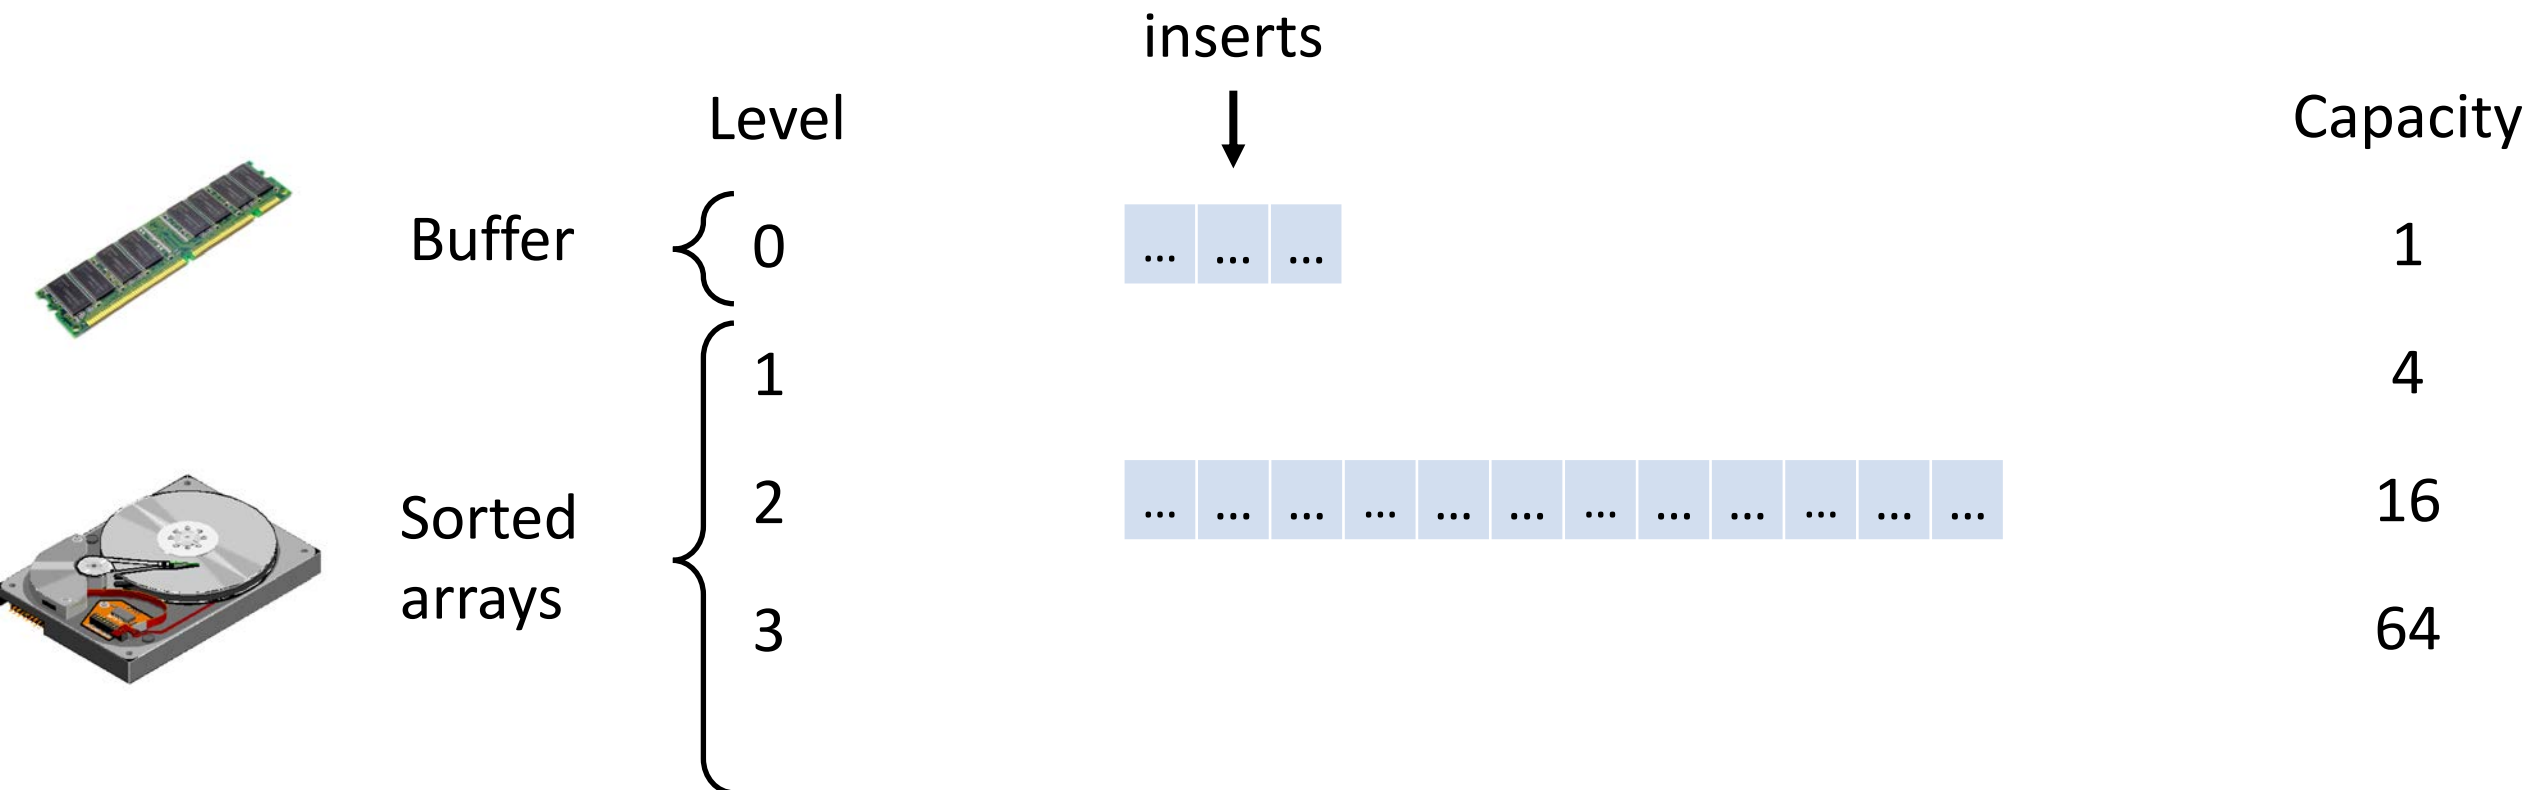 inserts
Level
Capacity
Buffer
0
... ... ...
1
1
4
Sorted
arrays
2
... ... ... ... ... ... ... ... ... ... ... ...
16
3
64